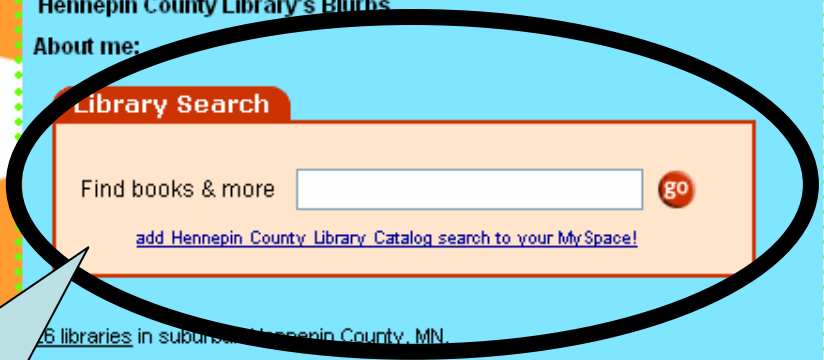 Hennepin County Library's Blurbs
About me:
Library Search
Find books & more
go
add Hennepin County Library Catalog search to your MySpace!
26 libraries in suburban Hennepin County, MN.